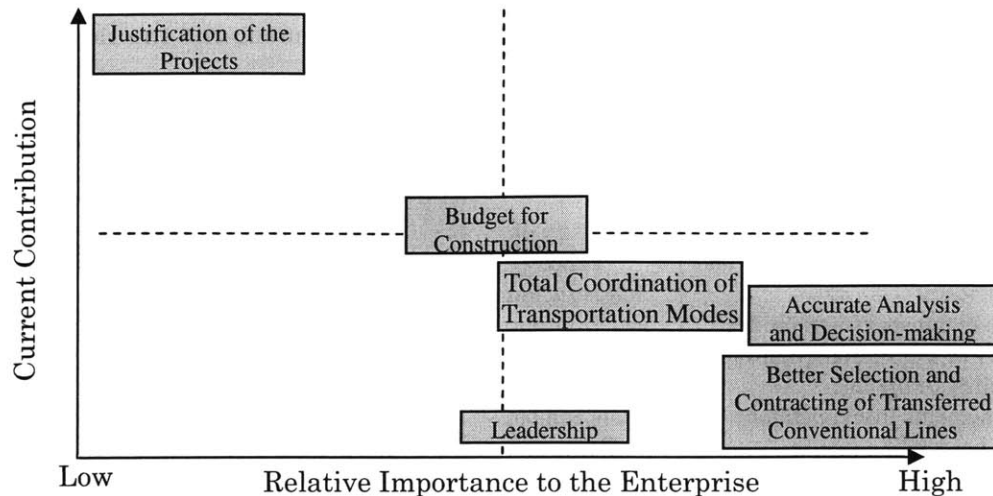 Justification of the
Projects
Current Contribution
Budget for
Construction
Total Coordination of
Transportation Modes
Accurate Analysis
and Decision-making
Better Selection and
Contracting of Transferred
Conventional Lines
Leadership
Low
Relative Importance to the Enterprise
High